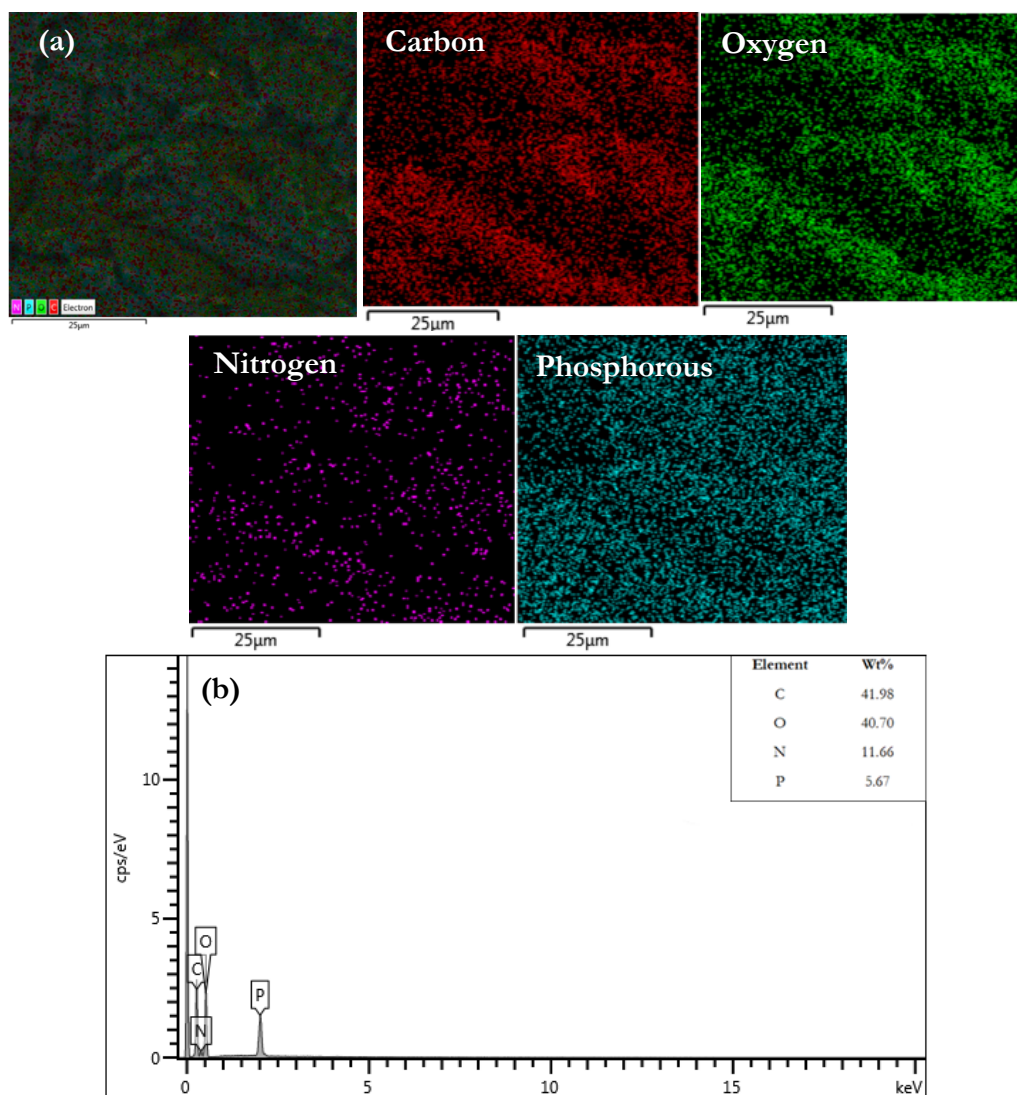 (a)
Carbon
Oxygen
N P O C Electron
25µm
25µm
25µm
Nitrogen
Phosphorous
25µm
25µm
(b)
Element Wt%
C 41.98
O 40.70
N 11.66
P 5.67
cps/eV
10
5
0
O
C
N
P
0 5 10 15 keV